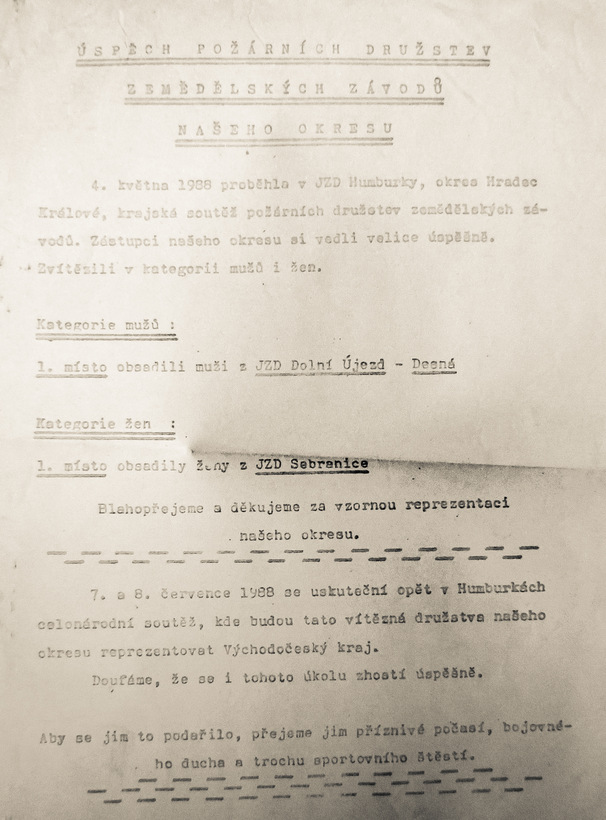 ÚSPĚCH POŽÁRNÍCH DRUŽSTEV
ZEMĚDĚLSKÝCH ZÁVODŮ
NAŠEHO OKRESU
4. května 1988 proběhla v JZD Humburky, okres Hradec
Králové, krajská soutěž požárních družstev zemědělských zá-
vodů. Zástupci našeho okresu si vedli velice úspěšně.
Zvítězili v kategorii mužů i žen.
Kategorie mužů :
1. místo obsadili muži z JZD Dolní Újezd - Desná
Kategorie žen :
1. místo obsadily ženy z JZD Sebranice
Blahopřejeme a děkujeme za vzornou reprezentaci
našeho okresu.
7. a 8. července 1988 se uskuteční opět v Humburkách
celonárodní soutěž, kde budou tato vítězná družstva našeho
okresu reprezentovat Východočeský kraj.
Doufáme, že se i tohoto úkolu zhostí úspěšně.
Aby se jim to podařilo, přejeme jim příznivé počasí, bojovné-
ho ducha a trochu sportovního štěstí.